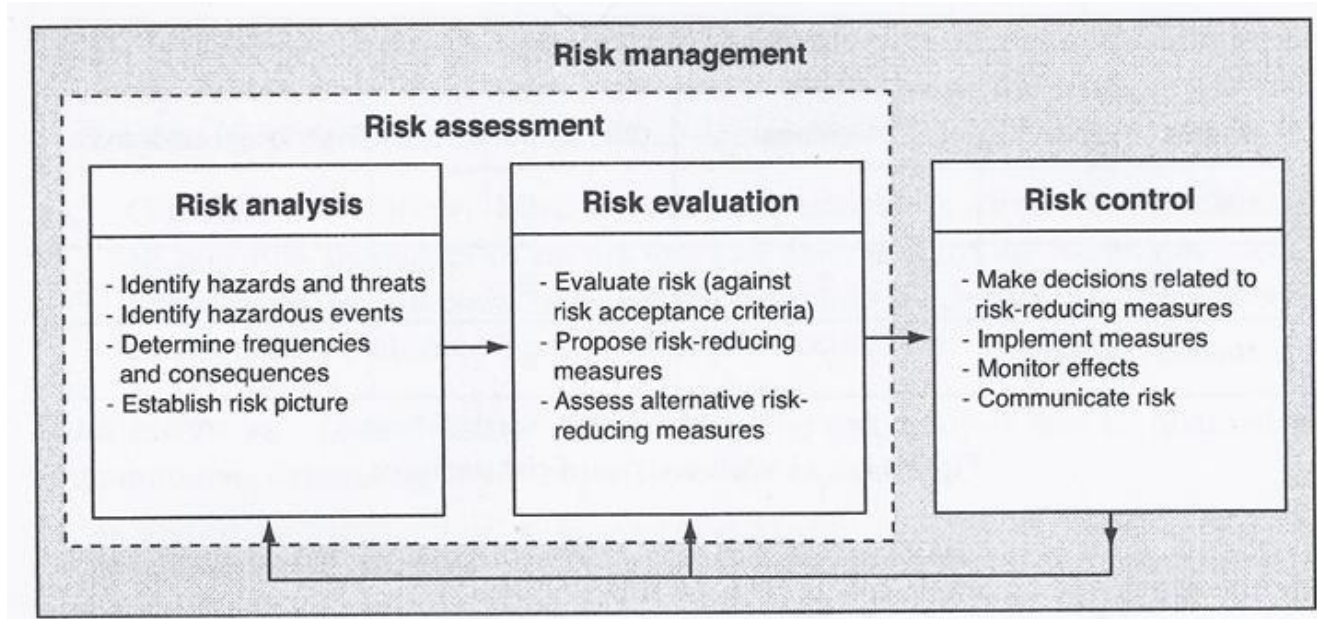 Risk management
Risk assessment
Risk analysis
- Identify hazards and threats
- Identify hazardous events
- Determine frequencies
and consequences
- Establish risk picture
Risk evaluation
- Evaluate risk (against
risk acceptance criteria)
- Propose risk-reducing
measures
- Assess alternative risk-
reducing measures
Risk control
- Make decisions related to
risk-reducing measures
- Implement measures
- Monitor effects
- Communicate risk